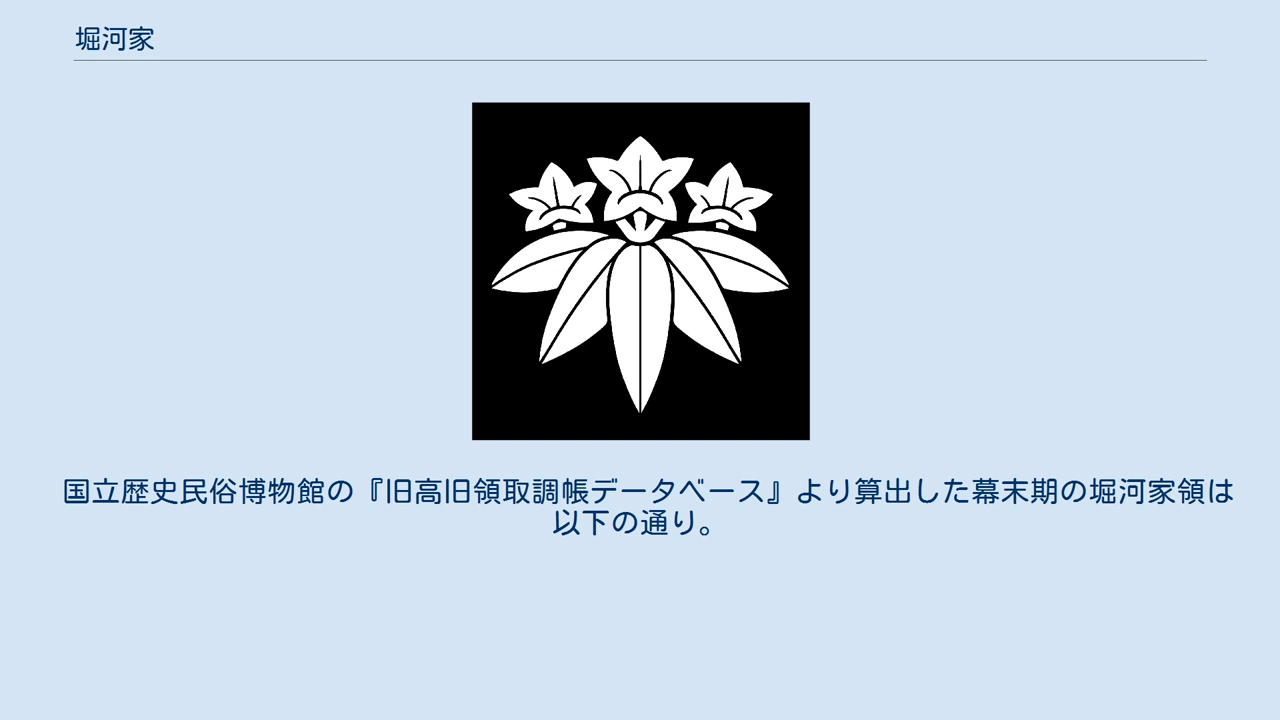 堀河家
国立歴史民俗博物館の『旧高旧領取調帳データベース』より算出した幕末期の堀河家領は
以下の通り。